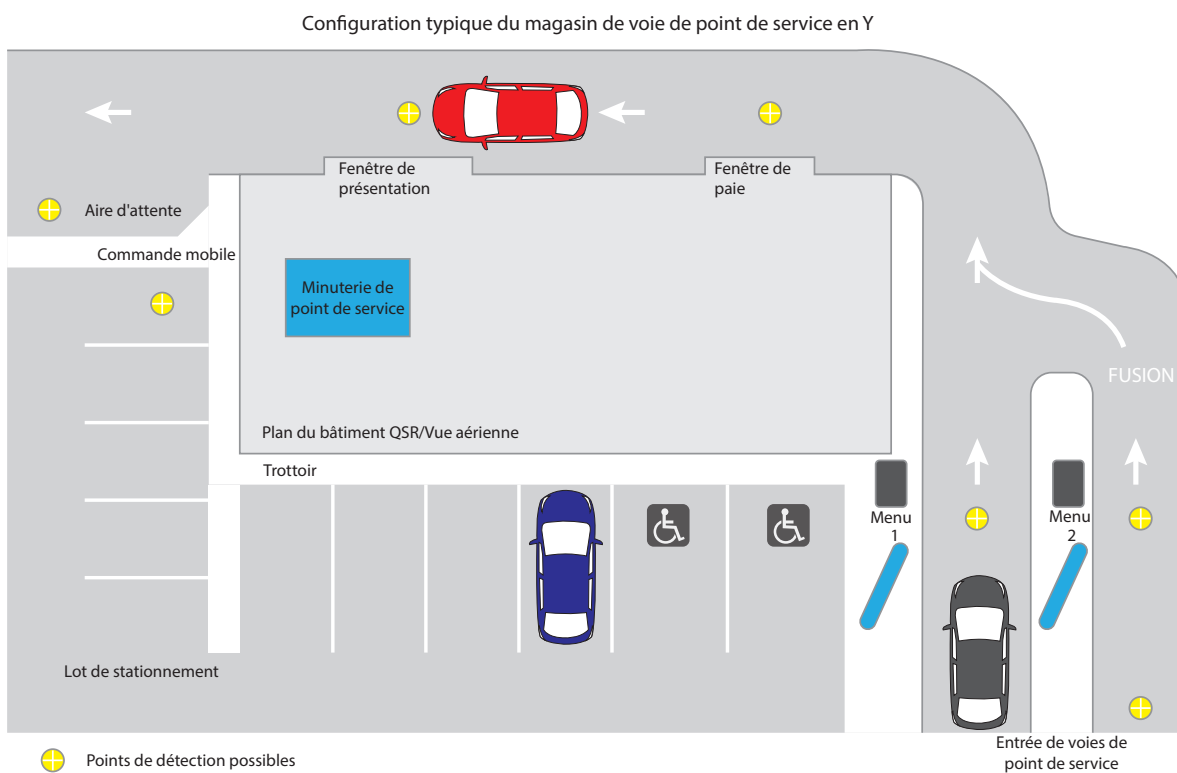 Configuration typique du magasin de voie de point de service en Y
Fenêtre de
présentation
Fenêtre de
paie
Aire d'attente
Commande mobile
Minuterie de
point de service
FUSION
Plan du bâtiment QSR/Vue aérienne
Trottoir
Menu
1
Menu
2
Lot de stationnement
Entrée de voies de
point de service
Points de détection possibles